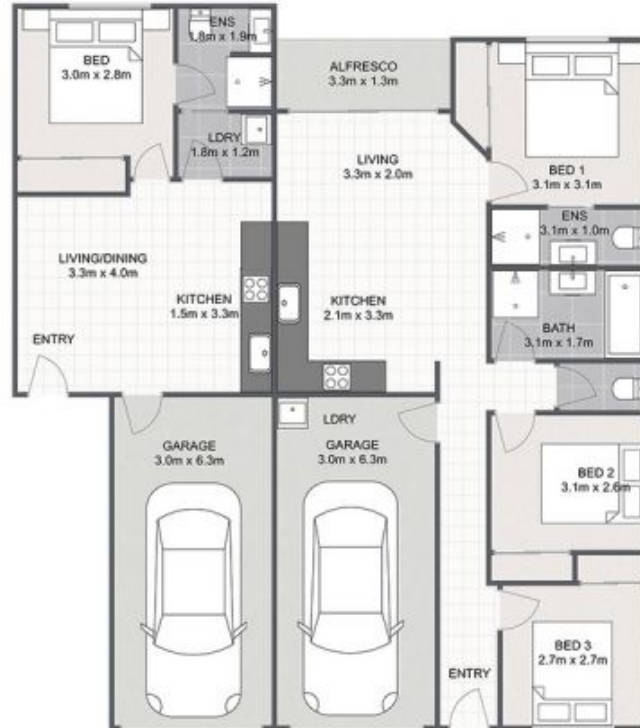 ENS
1.8m x 1.9m
BED
3.0m x 2.8m
ALFRESCO
3.3m x 1.3m
LDRY
1.8m x 1.2m
LIVING
3.3m x 2.0m
BED 1
3.1m x 3.1m
ENS
3.1m x 1.0m
LIVING/DINING
3.3m x 4.0m
KITCHEN
1.5m x 3.3m
KITCHEN
2.1m x 3.3m
BATH
3.1m x 1.7m
ENTRY
LDRY
GARAGE
3.0m x 6.3m
GARAGE
3.0m x 6.3m
BED 2
3.1m x 2.6m
BED 3
2.7m x 2.7m
ENTRY